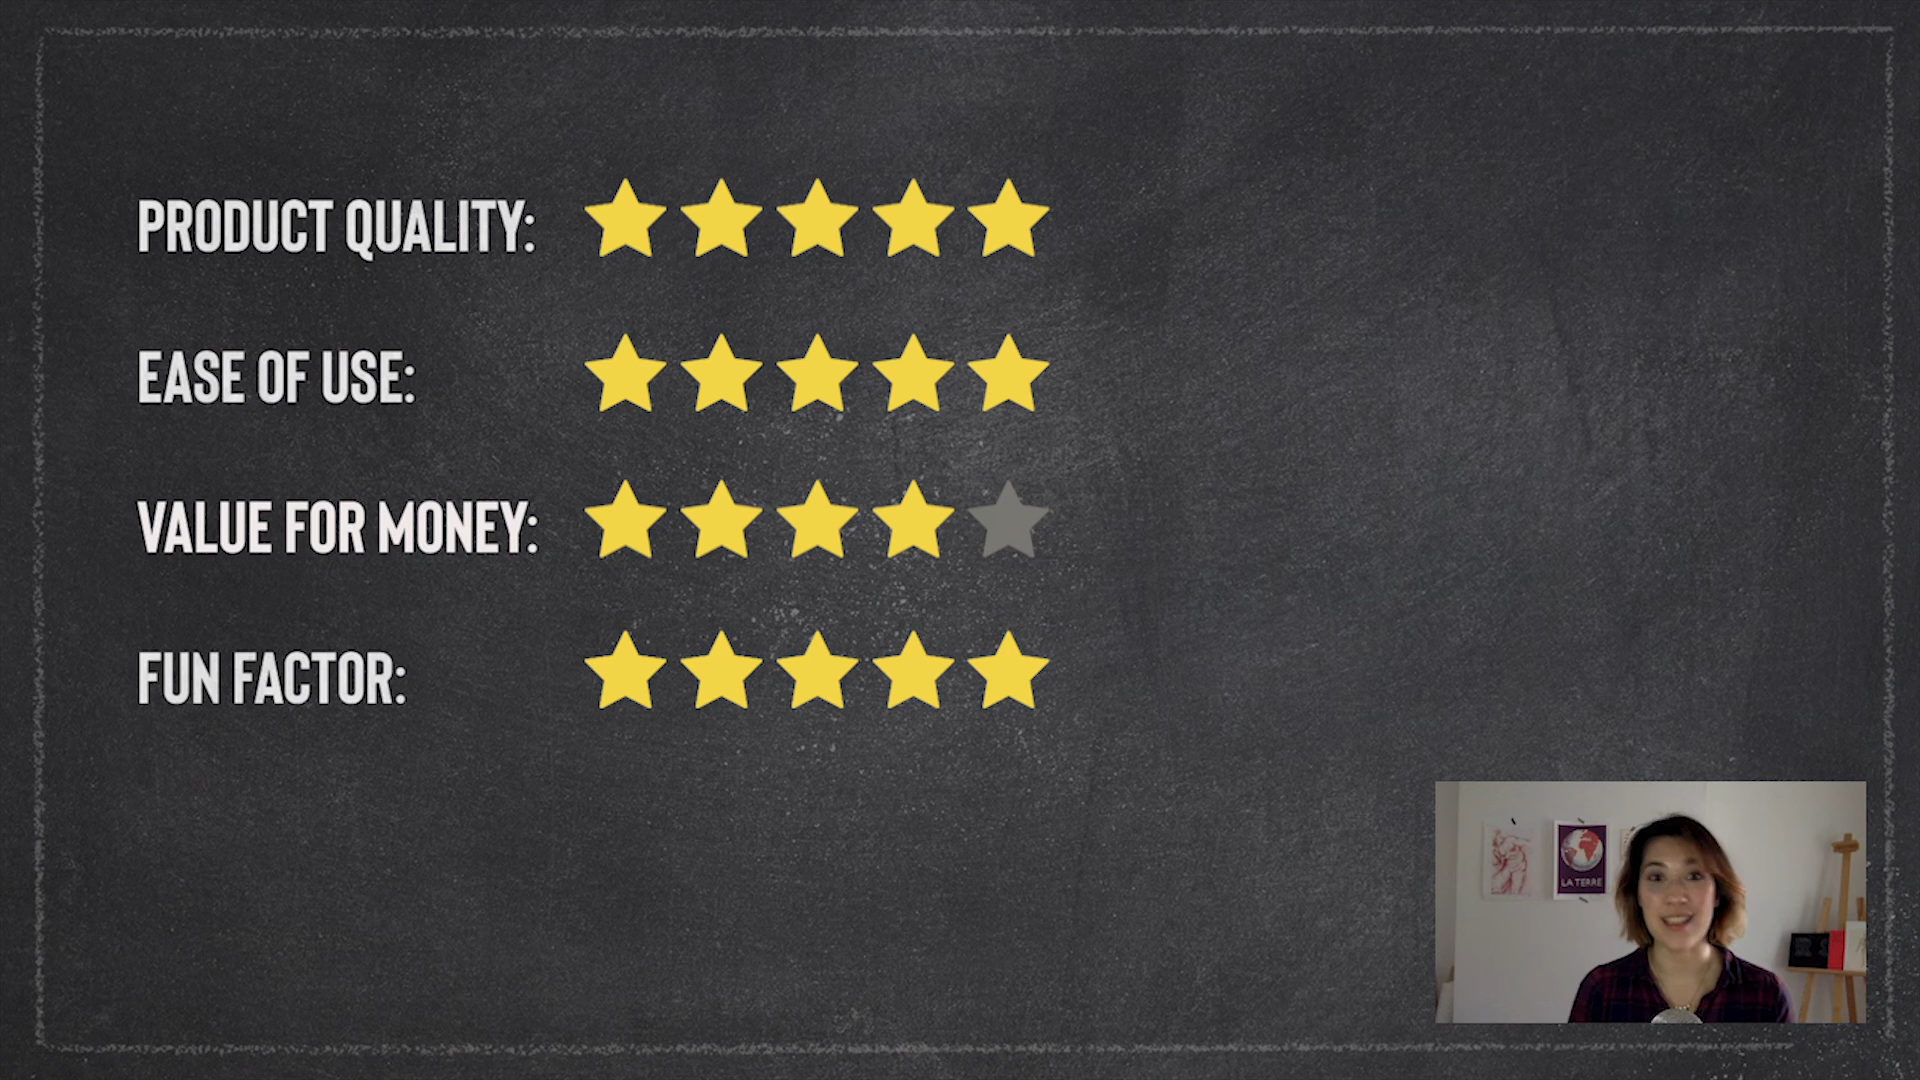 PRODUCT QUALITY:
EASE OF USE:
VALUE FOR MONEY:
FUN FACTOR:
LA TERRE